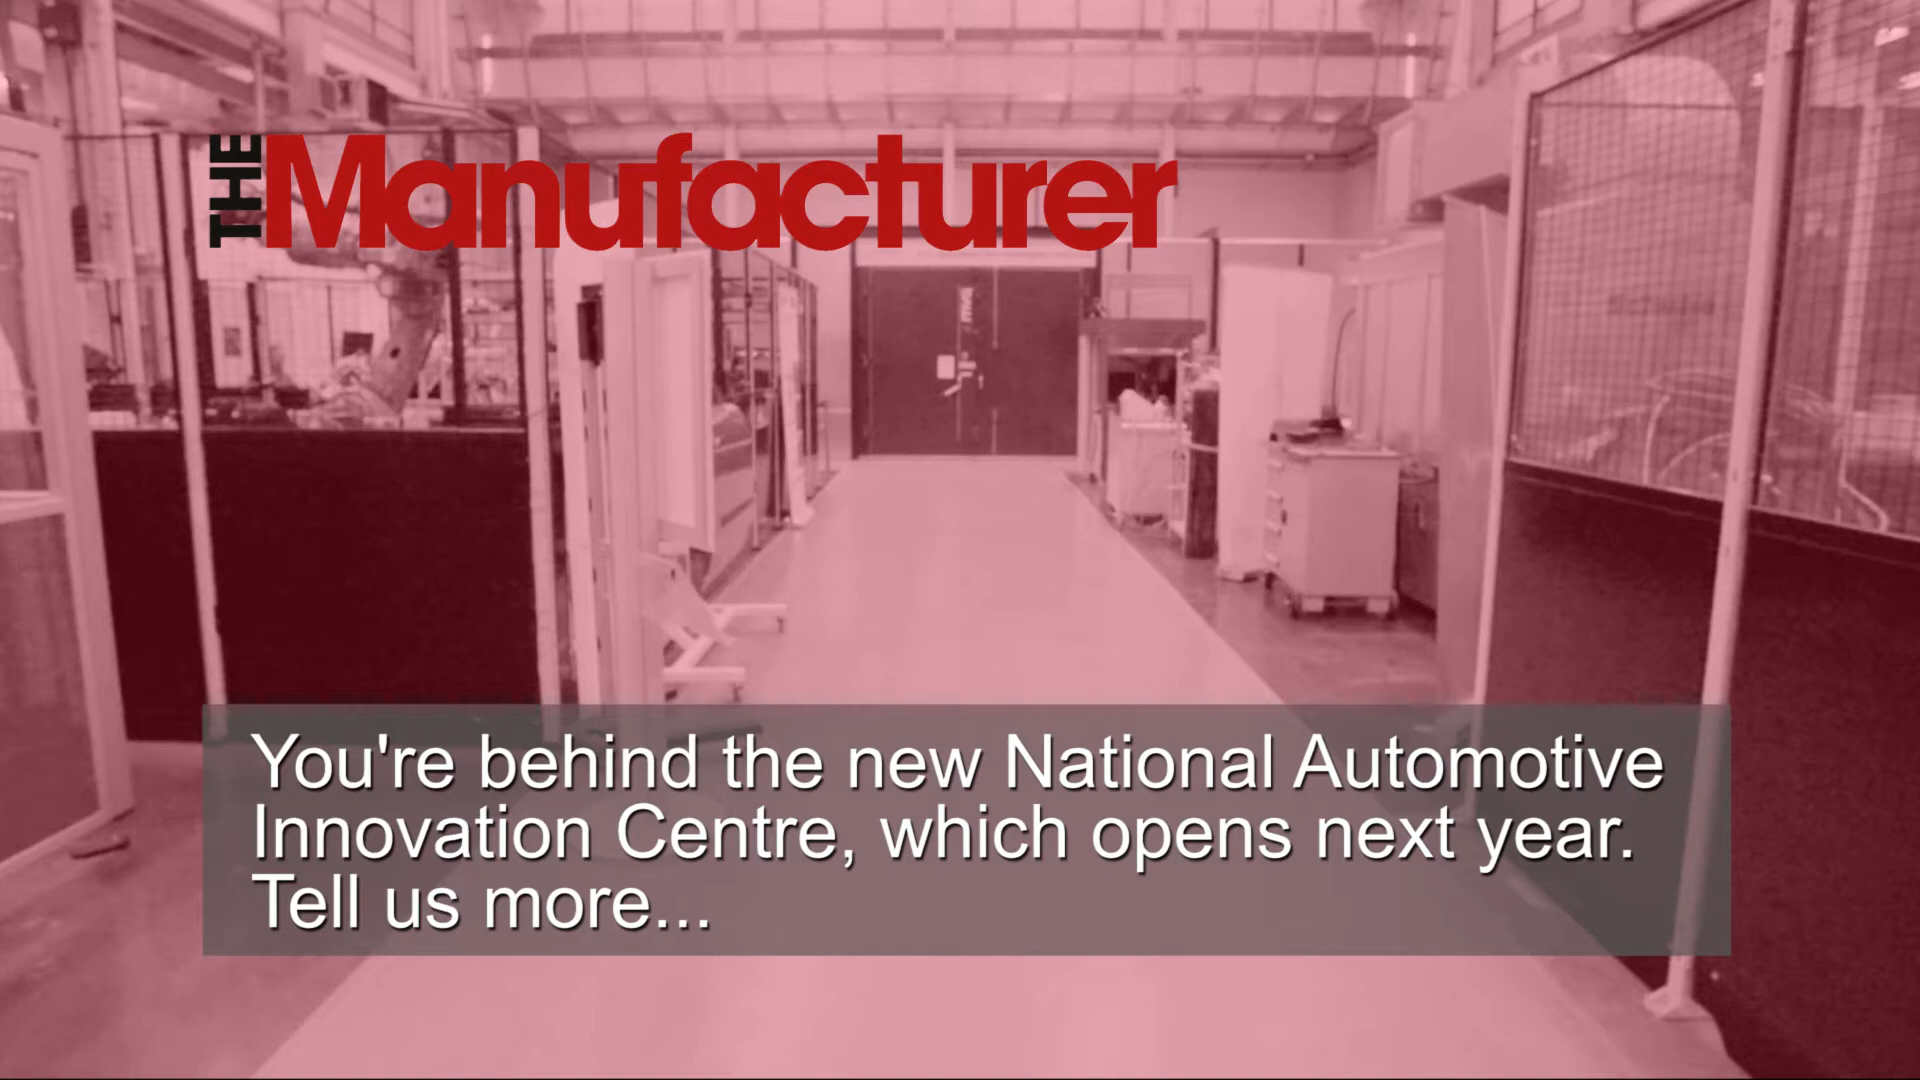 THE Manufacturer
You're behind the new National Automotive
Innovation Centre, which opens next year.
Tell us more...